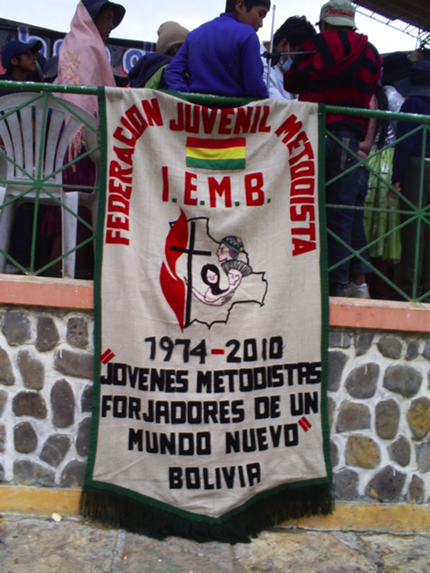 FEDERACION JUVENIL METODISTA
I.E.M.B.
1974-2010
"JOVENES METODISTAS
FORJADORES DE UN
MUNDO NUEVO"
BOLIVIA